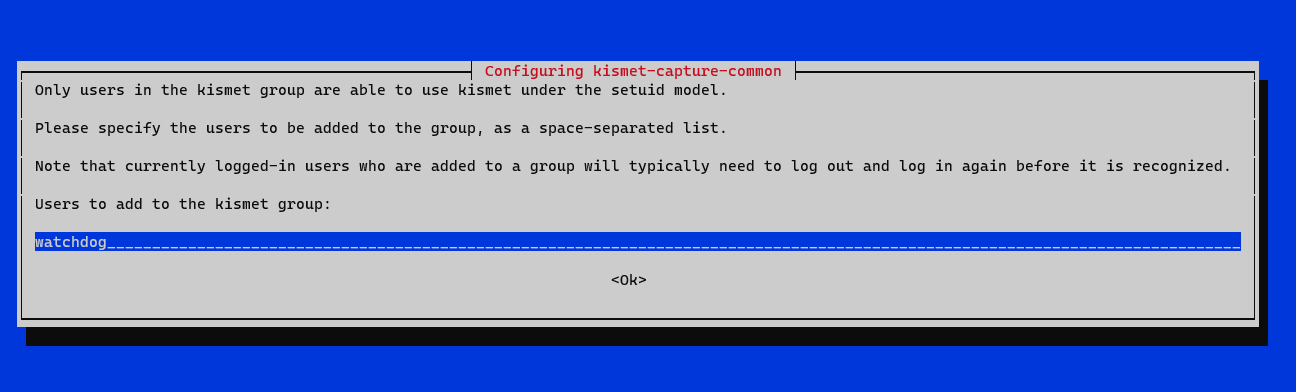 Configuring kismet-capture-common
Only users in the kismet group are able to use kismet under the setuid model.
Please specify the users to be added to the group, as a space-separated list.
Note that currently logged-in users who are added to a group will typically need to log out and log in again before it is recognized.
Users to add to the kismet group:
watchdog______________________________________________________________________________________________________________________________
<Ok>